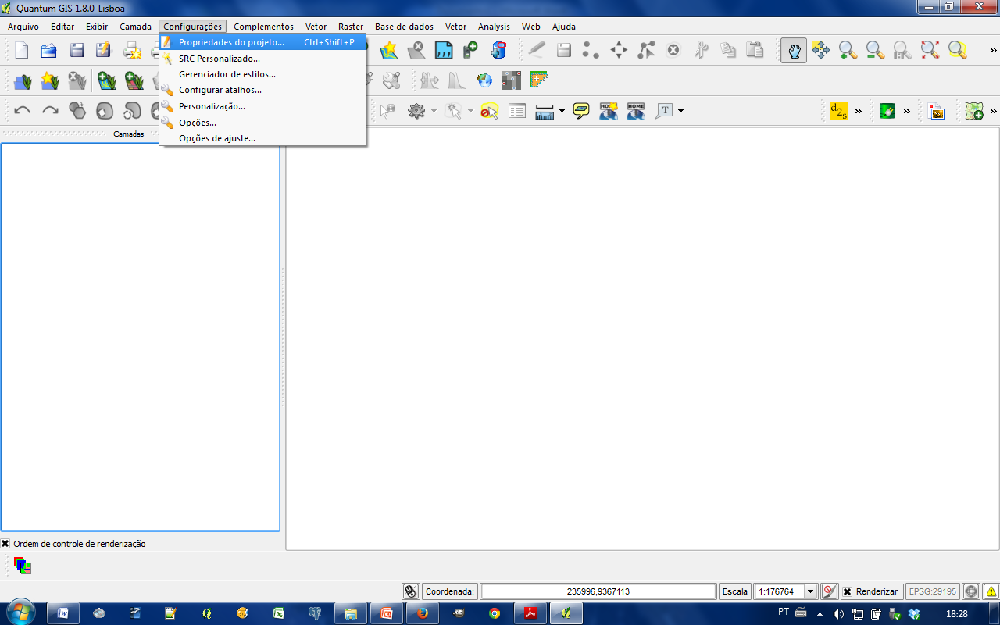 Quantum GIS 1.8.0-Lisboa
Arquivo Editar Exibir Camada Configurações Complementos Vetor Raster Base de dados Vetor Analysis Web Ajuda
Propriedades do projeto... Ctrl+Shift+P
SRC Personalizado...
Gerenciador de estilos...
Configurar atalhos...
Personalização...
Opções...
Opções de ajuste...
HOME
T
d2s
»
»
»
»
»
Camadas
Ordem de controle de renderização
Coordenada: 235996,9367113 Escala 1:176764 Renderizar EPSG:29195
PT 18:28